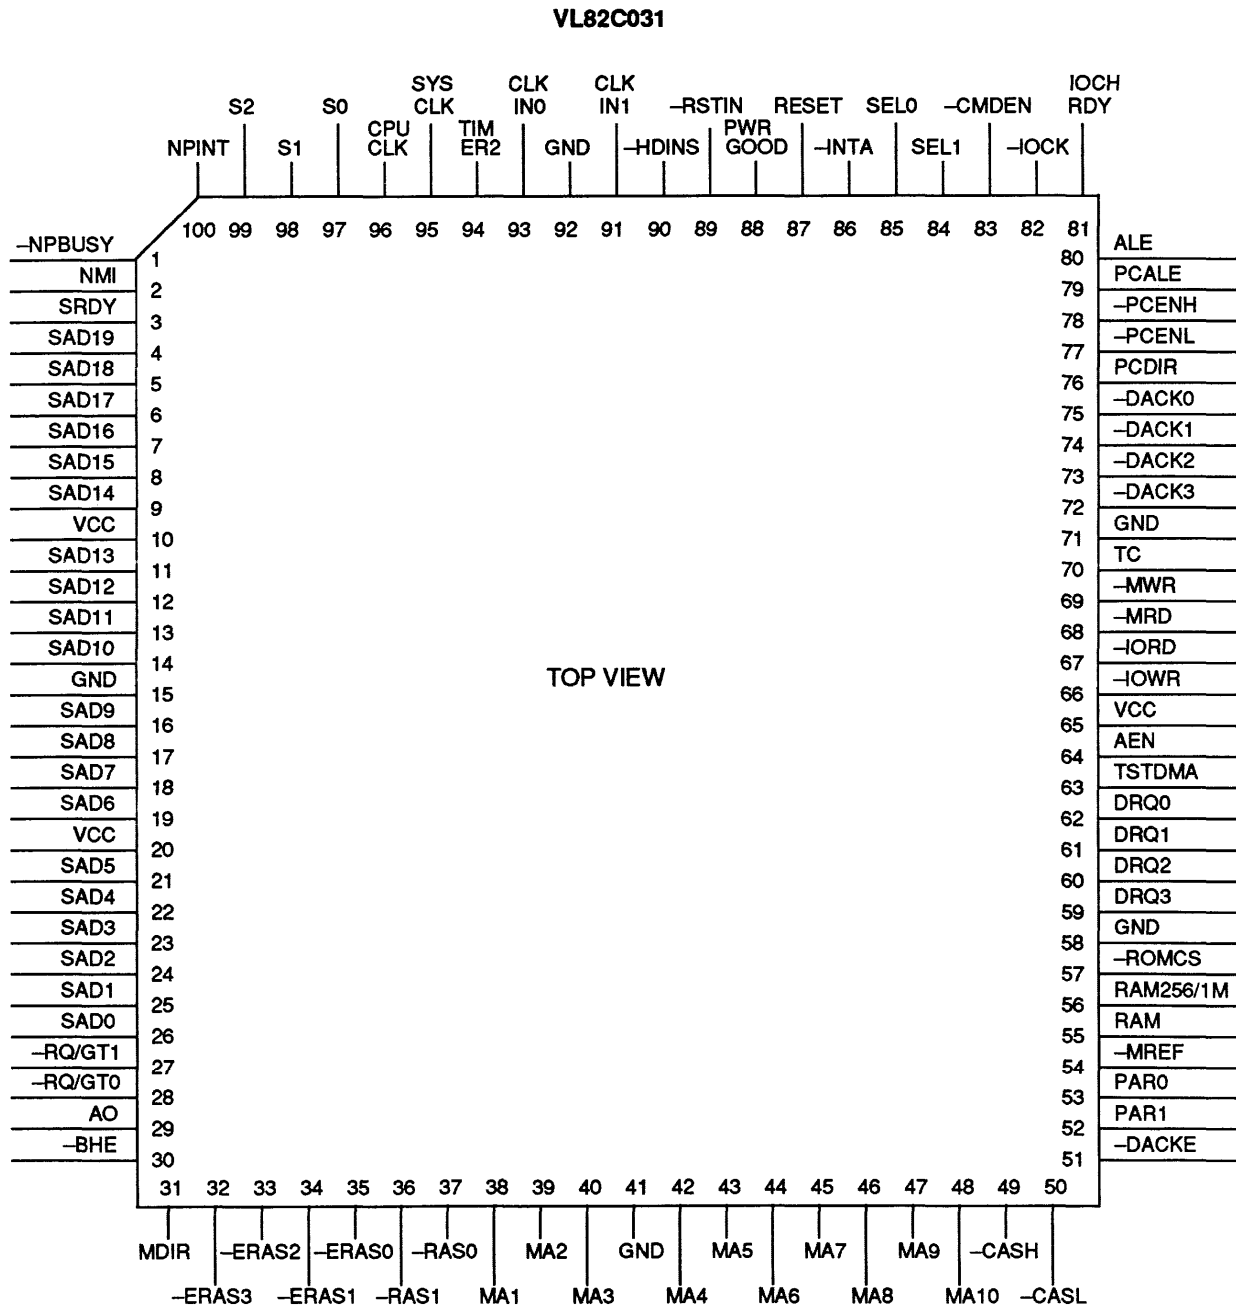 VL82C031
SYS CLK CLK IOCH
S2 S0 CLK IN0 IN1 –RSTIN RESET SEL0 –CMDEN RDY
CPU TIM PWR
NPINT S1 CLK ER2 GND –HDINS GOOD –INTA SEL1 –IOCK
100 99 98 97 96 95 94 93 92 91 90 89 88 87 86 85 84 83 82 81
–NPBUSY 1 80 ALE
NMI 2 79 PCALE
SRDY 3 78 –PCENH
SAD19 4 77 –PCENL
SAD18 5 76 PCDIR
SAD17 6 75 –DACK0
SAD16 7 74 –DACK1
SAD15 8 73 –DACK2
SAD14 9 72 –DACK3
VCC 10 71 GND
SAD13 11 70 TC
SAD12 12 69 –MWR
SAD11 13 68 –MRD
SAD10 14 67 –IORD
TOP VIEW
GND 15 66 –IOWR
SAD9 16 65 VCC
SAD8 17 64 AEN
SAD7 18 63 TSTDMA
SAD6 19 62 DRQ0
VCC 20 61 DRQ1
SAD5 21 60 DRQ2
SAD4 22 59 DRQ3
SAD3 23 58 GND
SAD2 24 57 –ROMCS
SAD1 25 56 RAM256/1M
SAD0 26 55 RAM
–RQ/GT1 27 54 –MREF
–RQ/GT0 28 53 PAR0
AO 29 52 PAR1
–BHE 30 51 –DACKE
31 32 33 34 35 36 37 38 39 40 41 42 43 44 45 46 47 48 49 50
MDIR –ERAS2 –ERAS0 –RAS0 MA2 GND MA5 MA7 MA9 –CASH
–ERAS3 –ERAS1 –RAS1 MA1 MA3 MA4 MA6 MA8 MA10 –CASL